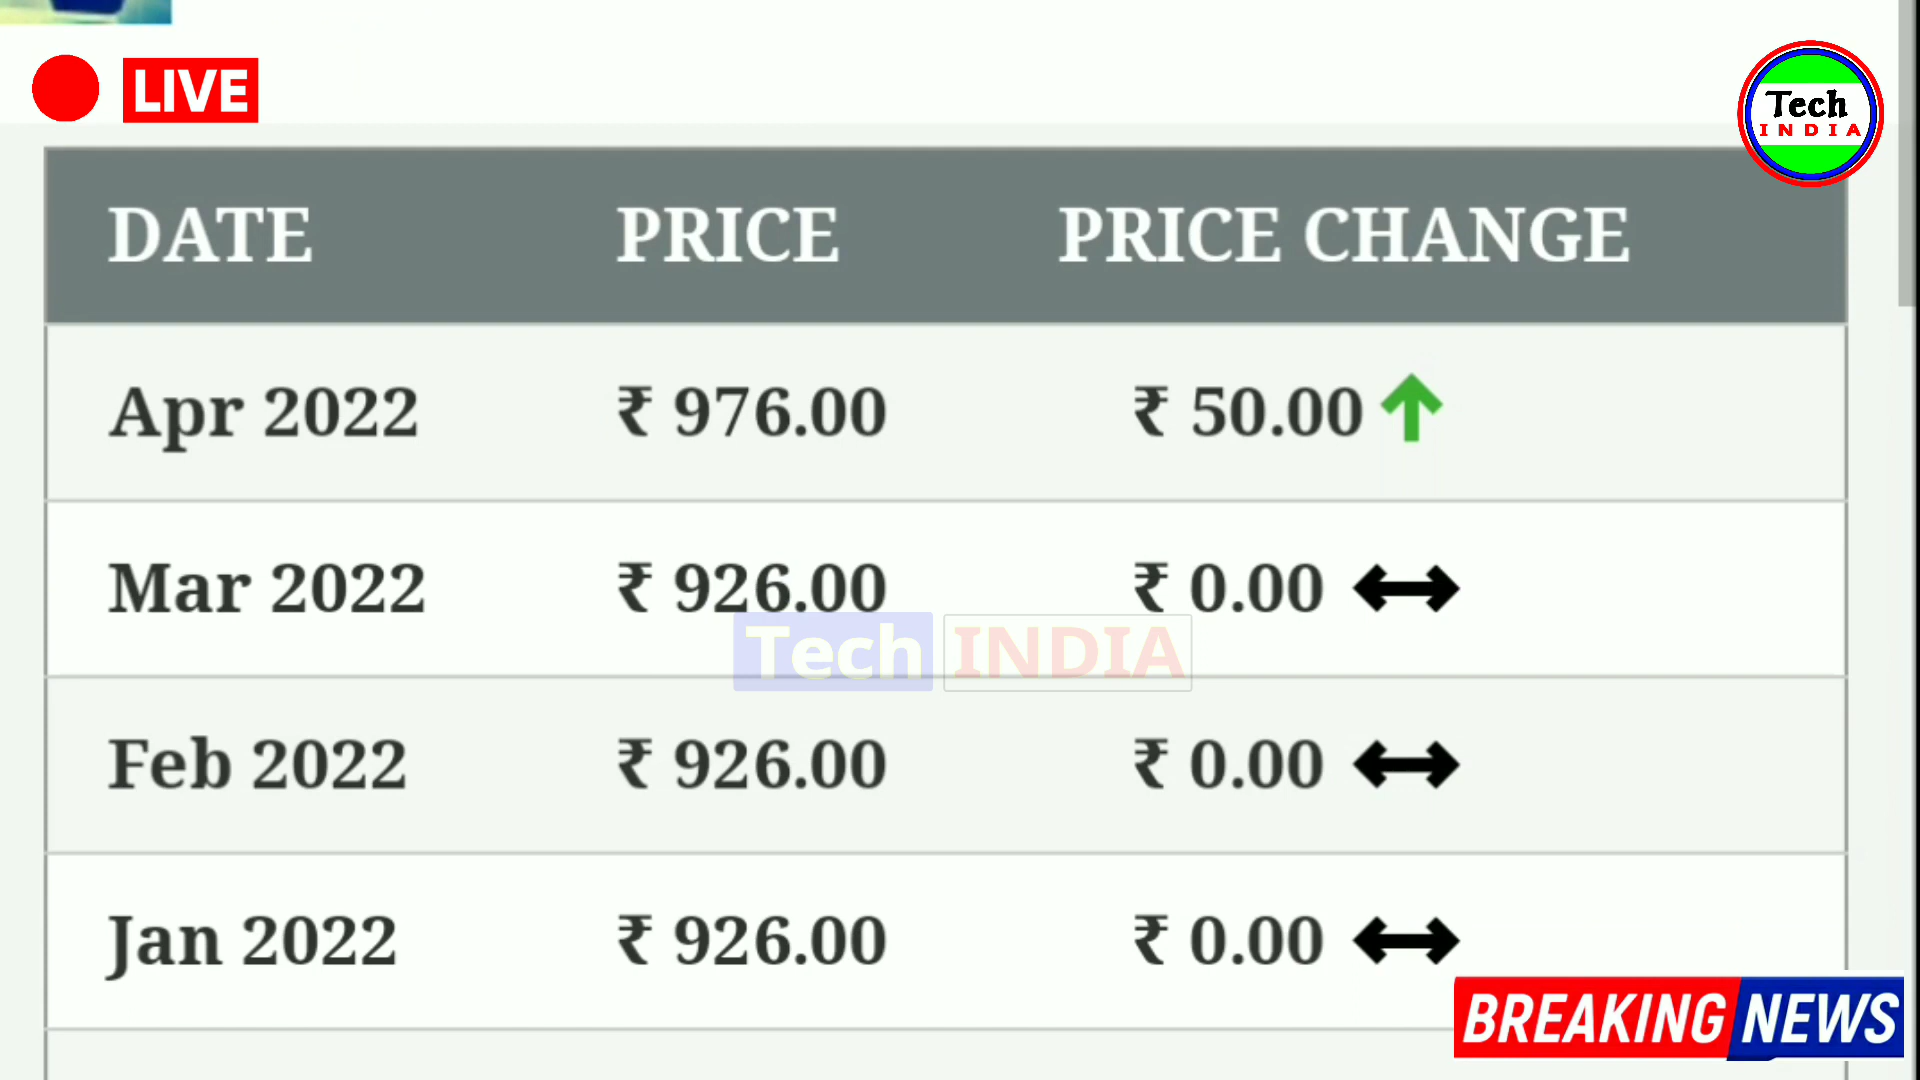 LIVE
Tech
INDIA
DATE PRICE PRICE CHANGE
Apr 2022 ₹ 976.00 ₹ 50.00
Mar 2022 ₹ 926.00 ₹ 0.00
Tech INDIA
Feb 2022 ₹ 926.00 ₹ 0.00
Jan 2022 ₹ 926.00 ₹ 0.00
BREAKING NEWS